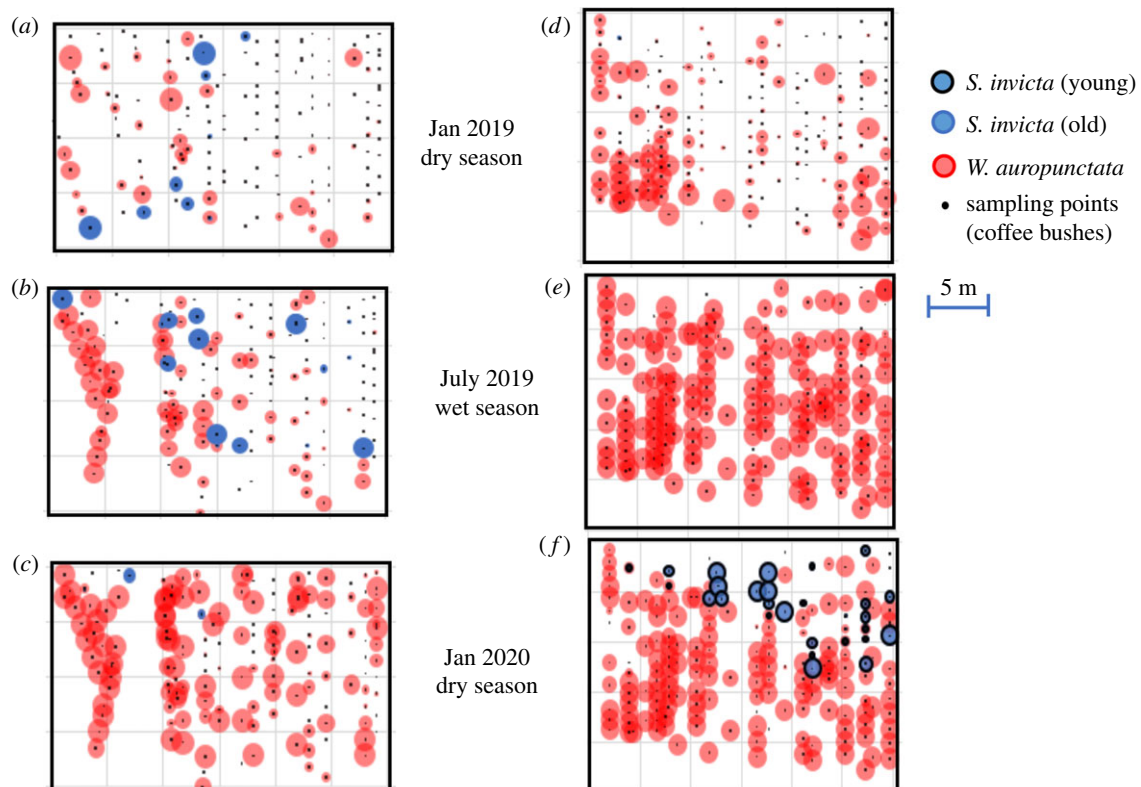 (a)
(d)
S. invicta (young)
S. invicta (old)
W. auropunctata
sampling points
(coffee bushes)
Jan 2019
dry season
(b)
(e)
5 m
July 2019
wet season
(c)
(f)
Jan 2020
dry season